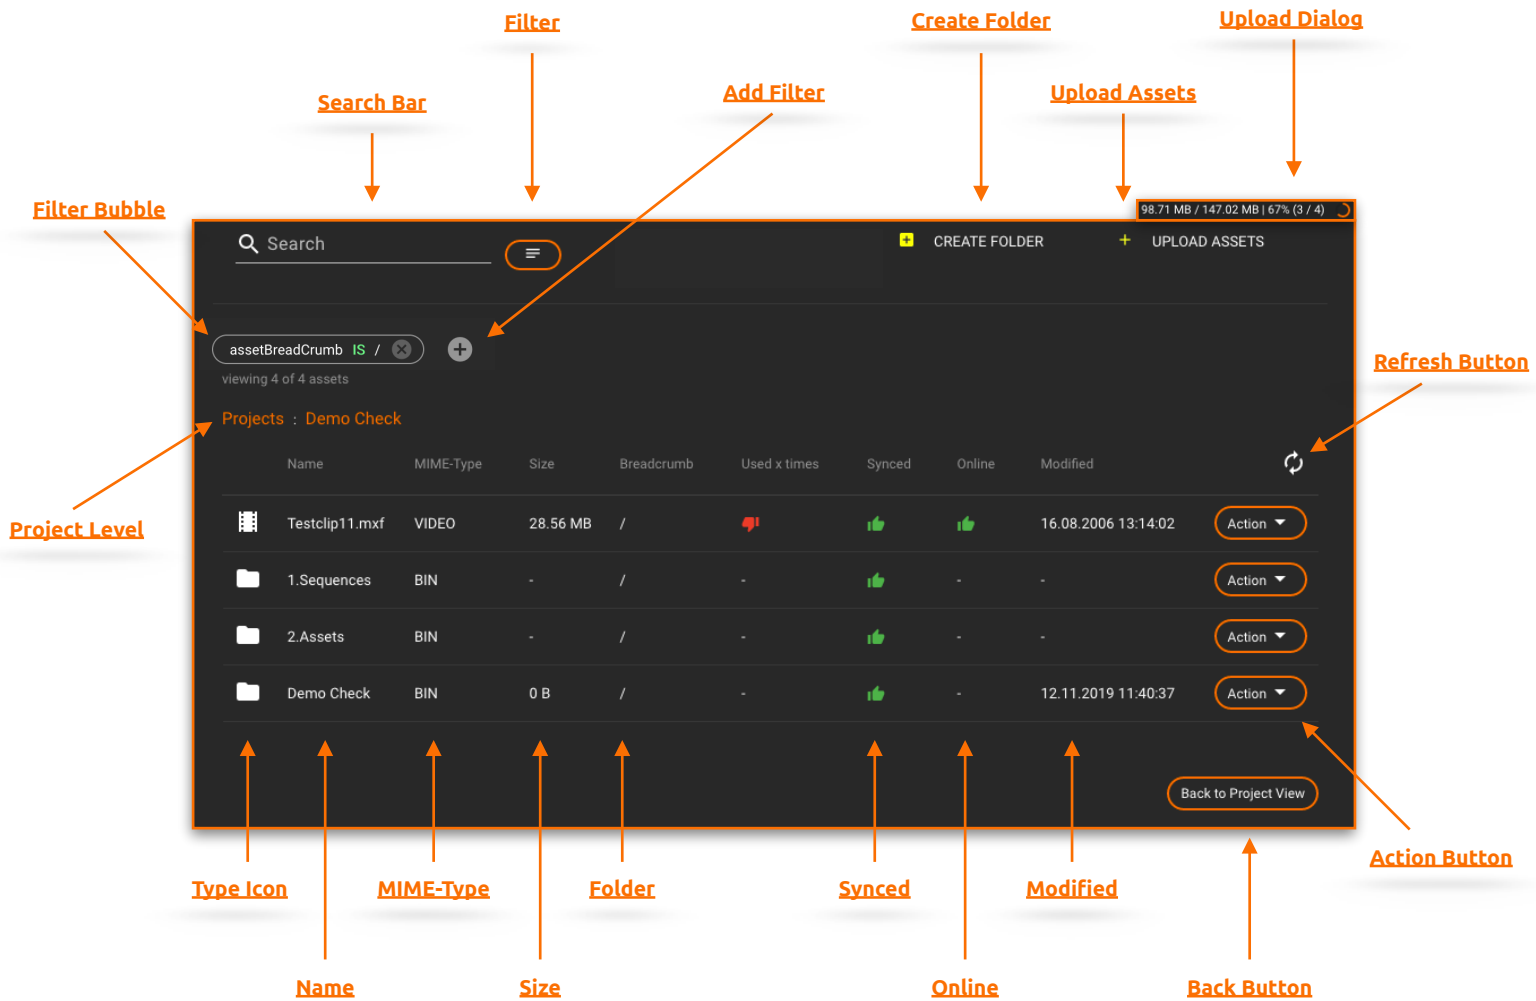 Filter
Create Folder
Upload Dialog
Search Bar
Add Filter
Upload Assets
Filter Bubble
98.71 MB / 147.02 MB | 67% (3 / 4)
Search
CREATE FOLDER
UPLOAD ASSETS
assetBreadCrumb IS /
viewing 4 of 4 assets
Refresh Button
Projects : Demo Check
Name MIME-Type Size Breadcrumb Used x times Synced Online Modified
Project Level
Testclip11.mxf VIDEO 28.56 MB / 16.08.2006 13:14:02 Action
1.Sequences BIN - / - - - Action
2.Assets BIN - / - - - Action
Demo Check BIN 0 B / - - 12.11.2019 11:40:37 Action
Back to Project View
Action Button
Type Icon
MIME-Type
Folder
Synced
Modified
Name
Size
Online
Back Button